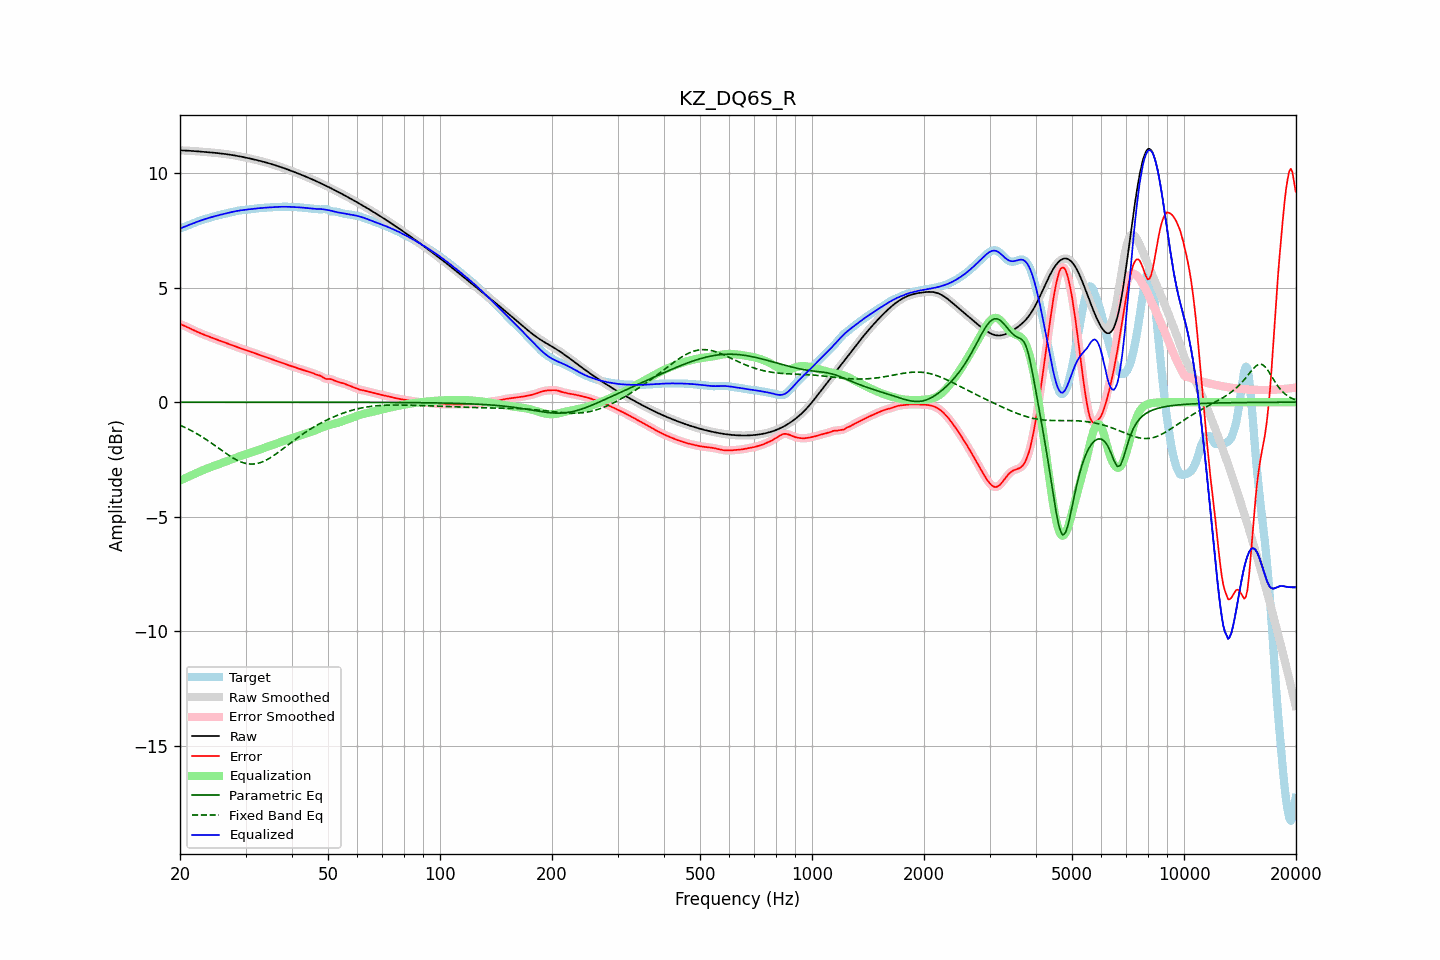 KZ_DQ6S_R
Amplitude (dBr)
10
5
0
−5
−10
−15
Target
Raw Smoothed
Error Smoothed
Raw
Error
Equalization
Parametric Eq
Fixed Band Eq
Equalized
20 50 100 200 500 1000 2000 5000 10000 20000
Frequency (Hz)